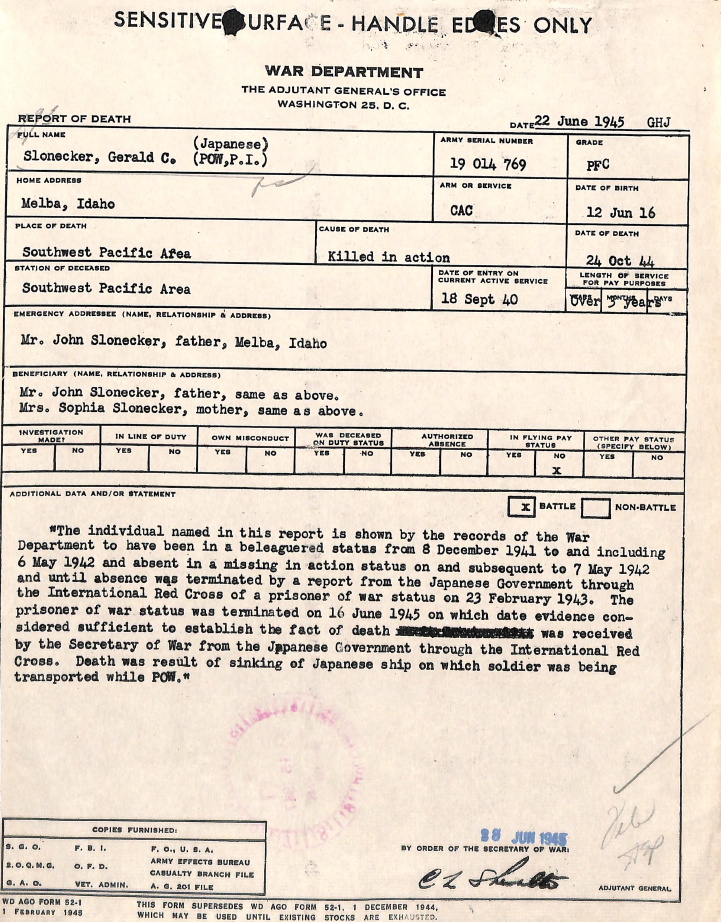 SENSITIVE SURFACE - HANDLE EDGES ONLY
WAR DEPARTMENT
THE ADJUTANT GENERAL'S OFFICE
WASHINGTON 25, D. C.
REPORT OF DEATH
DATE 22 June 1945 GHJ
FULL NAME
Slonecker, Gerald C. (Japanese)
(POW,P.I.)
ARMY SERIAL NUMBER
19 014 769
GRADE
PFC
HOME ADDRESS
Melba, Idaho
ARM OR SERVICE
CAC
DATE OF BIRTH
12 Jun 16
PLACE OF DEATH
Southwest Pacific Area
CAUSE OF DEATH
Killed in action
DATE OF DEATH
24 Oct 44
STATION OF DECEASED
Southwest Pacific Area
DATE OF ENTRY ON
CURRENT ACTIVE SERVICE
18 Sept 40
LENGTH OF SERVICE
FOR PAY PURPOSES
YEARS MONTHS DAYS
Over 3 years
EMERGENCY ADDRESSEE (NAME, RELATIONSHIP & ADDRESS)
Mr. John Slonecker, father, Melba, Idaho
BENEFICIARY (NAME, RELATIONSHIP & ADDRESS)
Mr. John Slonecker, father, same as above.
Mrs. Sophia Slonecker, mother, same as above.
INVESTIGATION MADE? IN LINE OF DUTY OWN MISCONDUCT WAS DECEASED ON DUTY STATUS AUTHORIZED ABSENCE IN FLYING PAY STATUS OTHER PAY STATUS (SPECIFY BELOW)
YES NO YES NO YES NO YES NO YES NO YES NO YES NO
x
ADDITIONAL DATA AND/OR STATEMENT
x BATTLE NON-BATTLE
"The individual named in this report is shown by the records of the War
Department to have been in a beleaguered status from 8 December 1941 to and including
6 May 1942 and absent in a missing in action status on and subsequent to 7 May 1942
and until absence was terminated by a report from the Japanese Government through
the International Red Cross of a prisoner of war status on 23 February 1943. The
prisoner of war status was terminated on 16 June 1945 on which date evidence con-
sidered sufficient to establish the fact of death was received
by the Secretary of War from the Japanese Government through the International Red
Cross. Death was result of sinking of Japanese ship on which soldier was being
transported while POW."
COPIES FURNISHED:
S. G. O. F. B. I. F. O., U. S. A.
S.O.Q.M.G. O. F. D. ARMY EFFECTS BUREAU
CASUALTY BRANCH FILE
G. A. O. VET. ADMIN. A. G. 201 FILE
JUN 1945
BY ORDER OF THE SECRETARY OF WAR:
ADJUTANT GENERAL
WD AGO FORM 52-1
1 FEBRUARY 1945
THIS FORM SUPERSEDES WD AGO FORM 52-1, 1 DECEMBER 1944,
WHICH MAY BE USED UNTIL EXISTING STOCKS ARE EXHAUSTED.